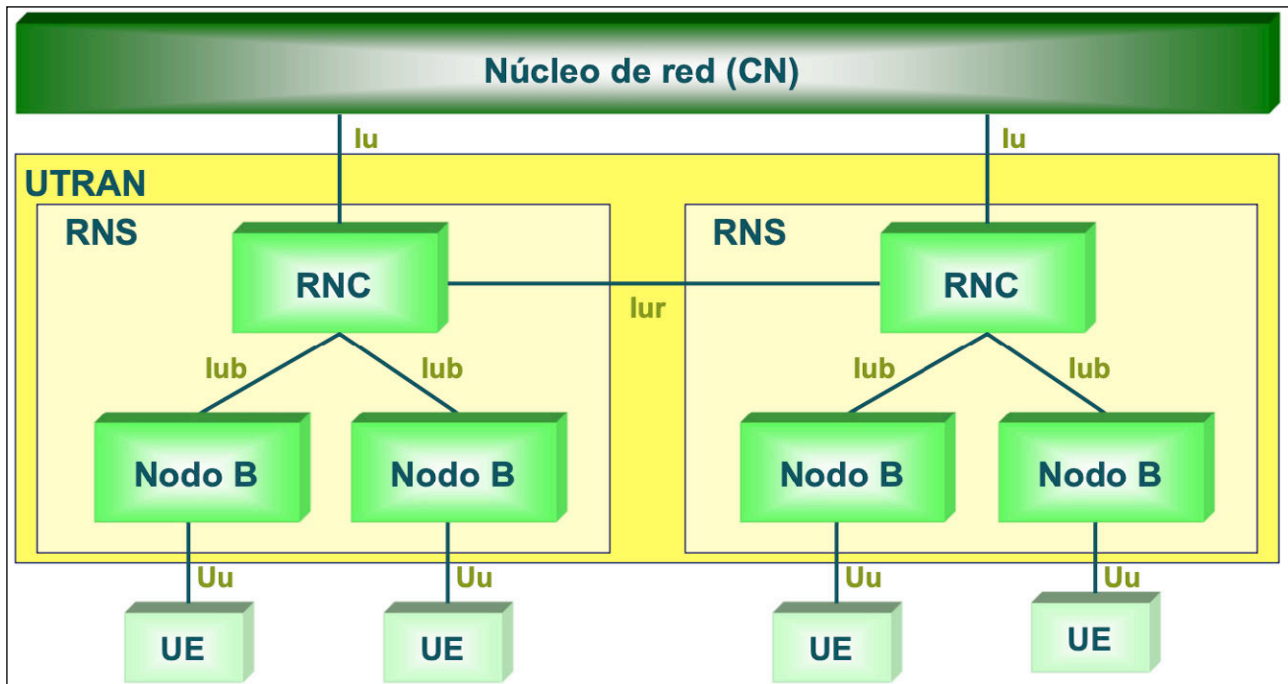 Núcleo de red (CN)
Iu
Iu
UTRAN
RNS
RNS
RNC
RNC
Iur
Iub
Iub
Iub
Iub
Nodo B
Nodo B
Nodo B
Nodo B
Uu
Uu
Uu
Uu
UE
UE
UE
UE